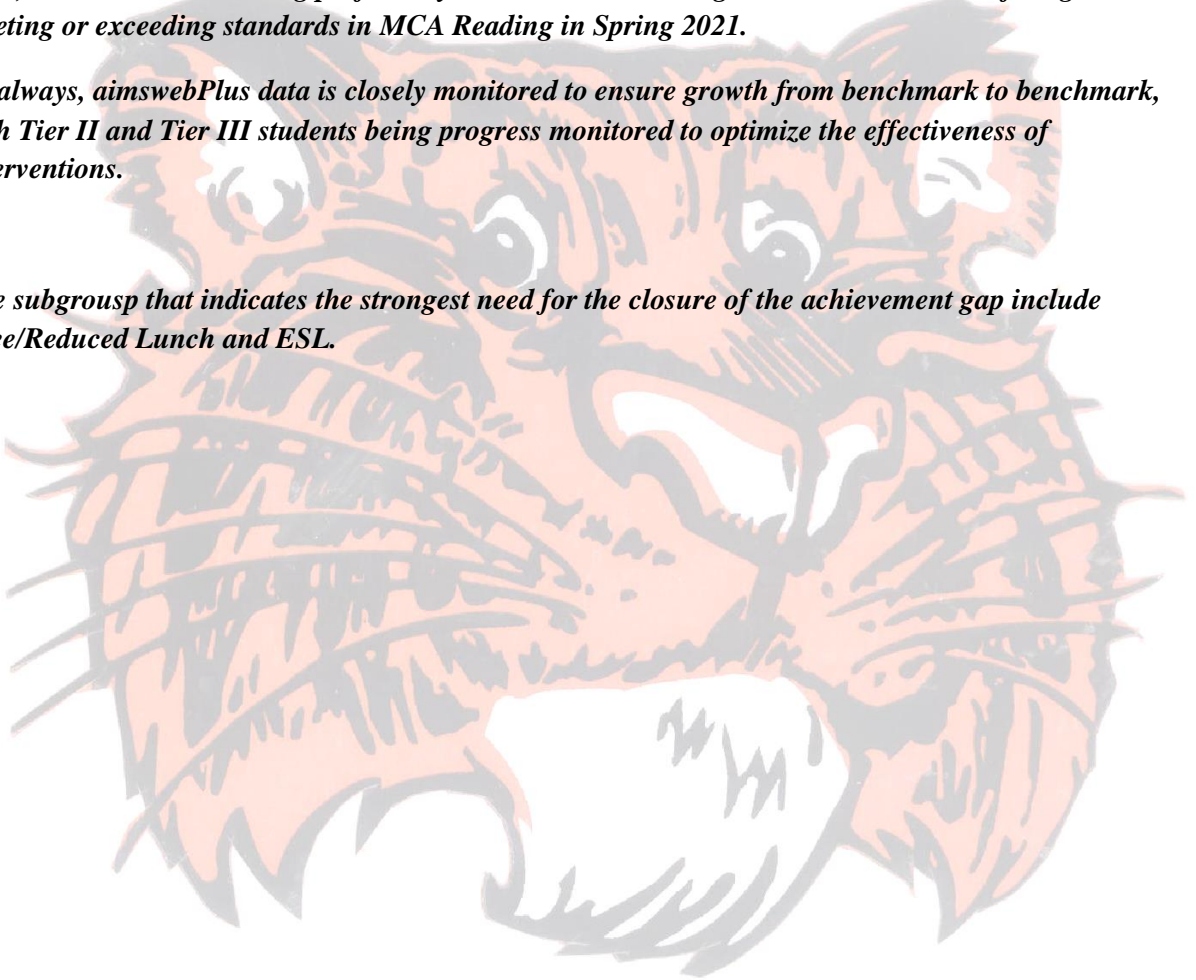 eting or exceeding standards in MCA Reading in Spring 2021.
always, aimswebPlus data is closely monitored to ensure growth from benchmark to benchmark,
h Tier II and Tier III students being progress monitored to optimize the effectiveness of
erventions.
e subgrousp that indicates the strongest need for the closure of the achievement gap include
ee/Reduced Lunch and ESL.